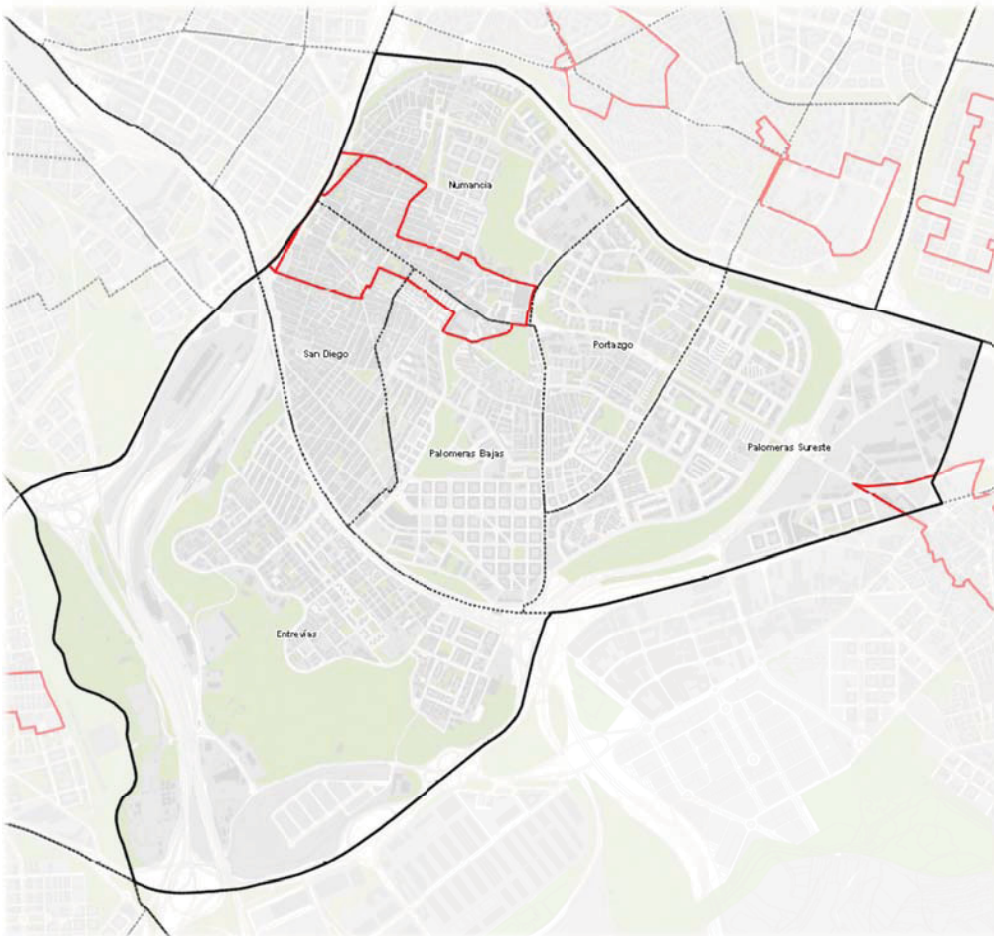 Numancia
San Diego
Portazgo
Palomeras Bajas
Palomeras Sureste
Entrevías